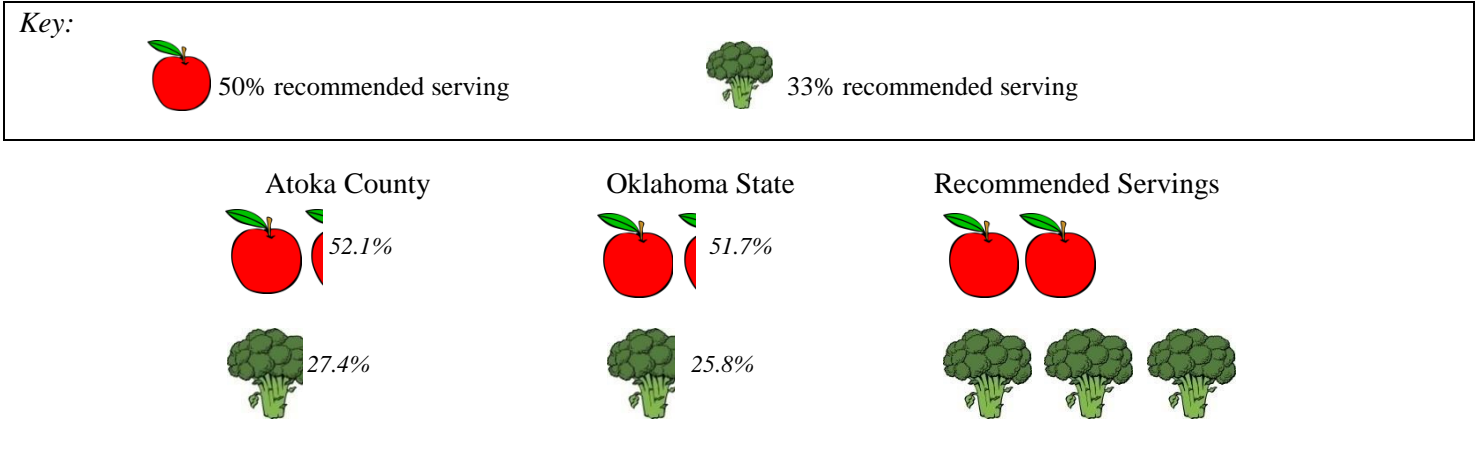 Key:
50% recommended serving 33% recommended serving
Atoka County Oklahoma State Recommended Servings
52.1% 51.7%
27.4% 25.8%